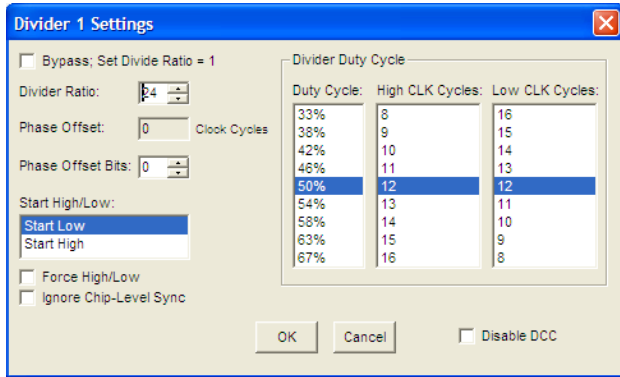 Divider 1 Settings
Bypass; Set Divide Ratio = 1
Divider Ratio: 24
Phase Offset: 0 Clock Cycles
Phase Offset Bits: 0
Start High/Low:
Start Low
Start High
Force High/Low
Ignore Chip-Level Sync
Divider Duty Cycle
Duty Cycle: High CLK Cycles: Low CLK Cycles:
33% 8 16
38% 9 15
42% 10 14
46% 11 13
50% 12 12
54% 13 11
58% 14 10
63% 15 9
67% 16 8
OK Cancel Disable DCC